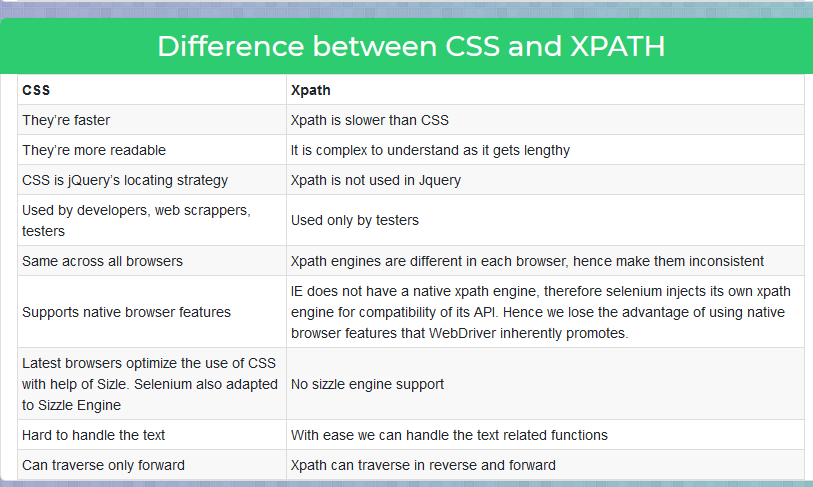 Difference between CSS and XPATH
CSS
Xpath
They're faster
Xpath is slower than CSS
They're more readable
It is complex to understand as it gets lengthy
CSS is jQuery's locating strategy
Xpath is not used in Jquery
Used by developers, web scrappers,
testers
Used only by testers
Same across all browsers
Xpath engines are different in each browser, hence make them inconsistent
Supports native browser features
IE does not have a native xpath engine, therefore selenium injects its own xpath
engine for compatibility of its API. Hence we lose the advantage of using native
browser features that WebDriver inherently promotes.
Latest browsers optimize the use of CSS
with help of Sizle. Selenium also adapted
to Sizzle Engine
No sizzle engine support
Hard to handle the text
With ease we can handle the text related functions
Can traverse only forward
Xpath can traverse in reverse and forward